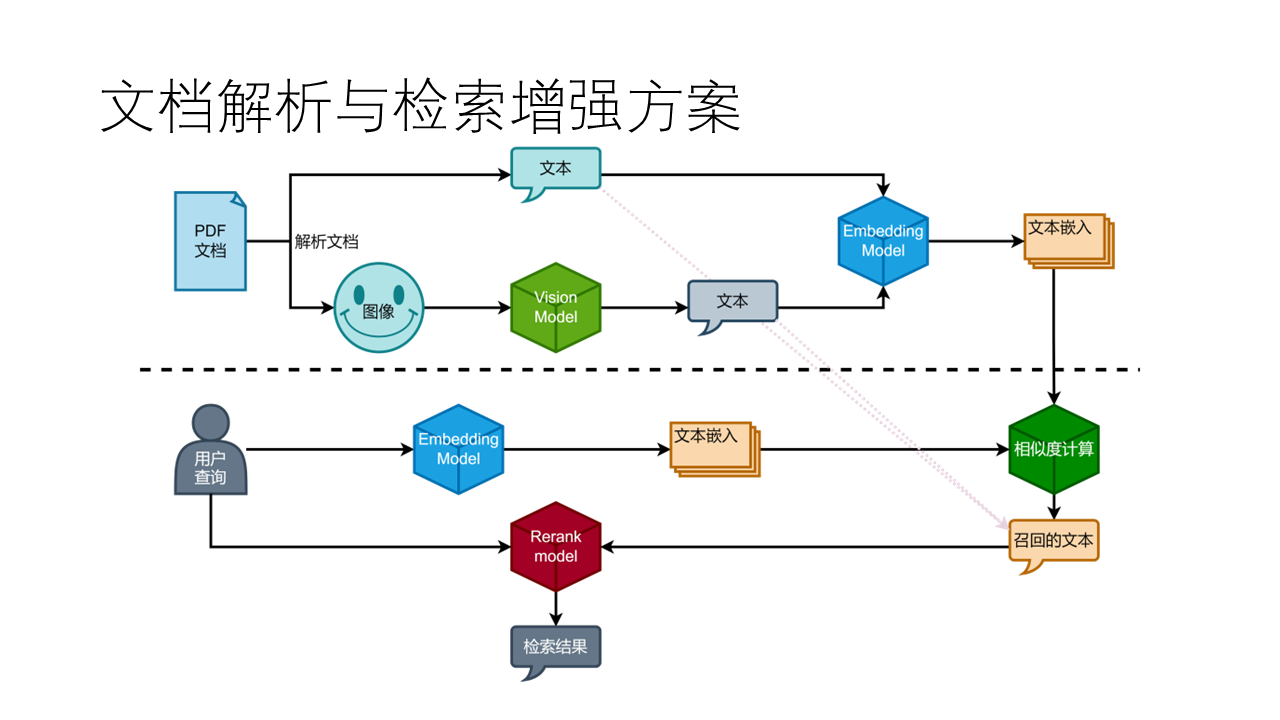 文档解析与检索增强方案
文本
PDF
文档
解析文档
Embedding
Model
文本嵌入
图像
Vision
Model
文本
用户
查询
Embedding
Model
文本嵌入
相似度计算
Rerank
model
召回的文本
检索结果